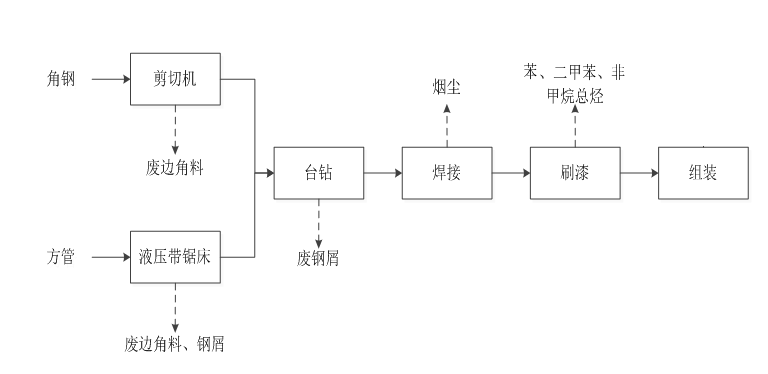 角钢
剪切机
废边角料
方管
液压带锯床
废边角料、钢屑
台钻
废钢屑
焊接
烟尘
刷漆
苯、二甲苯、非
甲烷总烃
组装